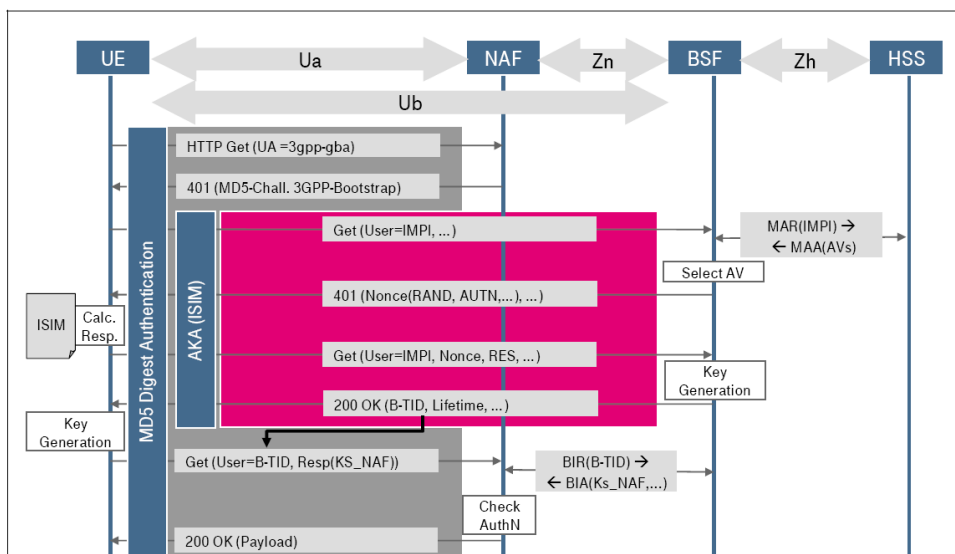 UE
Ua
NAF
Zn
BSF
Zh
HSS
Ub
HTTP Get (UA =3gpp-gba)
401 (MD5-Chall. 3GPP-Bootstrap)
MD5 Digest Authentication
AKA (ISIM)
Get (User=IMPI, ...)
MAR(IMPI) →
← MAA(AVs)
Select AV
401 (Nonce(RAND, AUTN,...), ...)
ISIM
Calc.
Resp.
Get (User=IMPI, Nonce, RES, ...)
Key
Generation
200 OK (B-TID, Lifetime, ...)
Key
Generation
Get (User=B-TID, Resp(KS_NAF))
BIR(B-TID) →
← BIA(Ks_NAF,...)
Check
AuthN
200 OK (Payload)